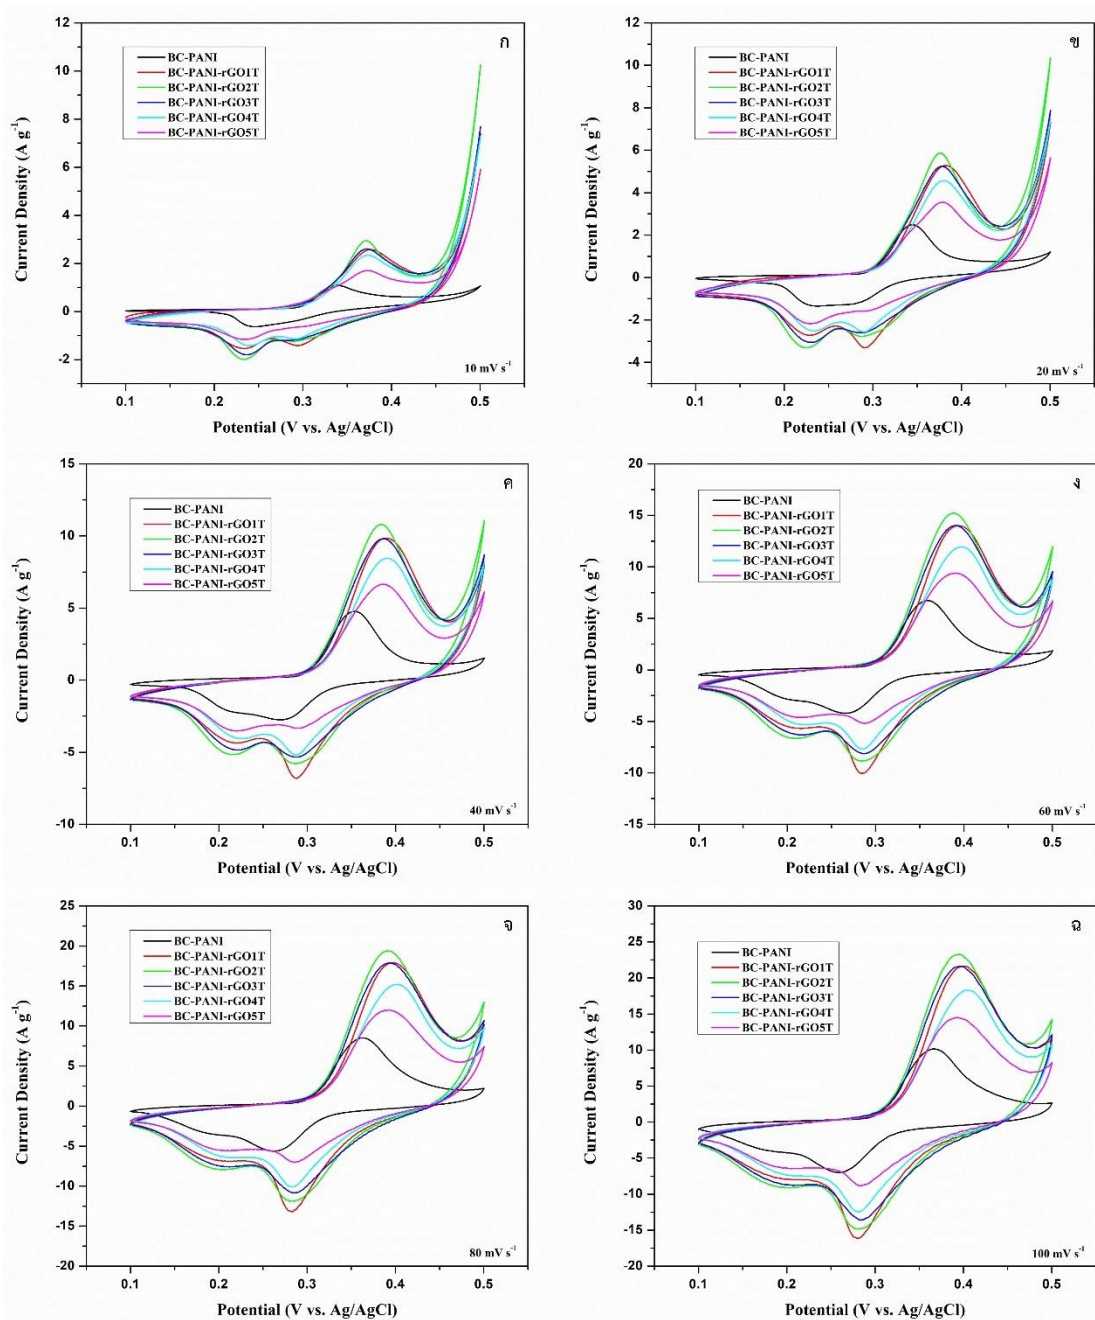 ก
12
10
8
6
4
2
0
-2
Current Density (A g⁻¹)
BC-PANI
BC-PANI-rGO1T
BC-PANI-rGO2T
BC-PANI-rGO3T
BC-PANI-rGO4T
BC-PANI-rGO5T
10 mV s⁻¹
0.1 0.2 0.3 0.4 0.5
Potential (V vs. Ag/AgCl)
ข
12
10
8
6
4
2
0
-2
-4
Current Density (A g⁻¹)
BC-PANI
BC-PANI-rGO1T
BC-PANI-rGO2T
BC-PANI-rGO3T
BC-PANI-rGO4T
BC-PANI-rGO5T
20 mV s⁻¹
0.1 0.2 0.3 0.4 0.5
Potential (V vs. Ag/AgCl)
ค
15
10
5
0
-5
-10
Current Density (A g⁻¹)
BC-PANI
BC-PANI-rGO1T
BC-PANI-rGO2T
BC-PANI-rGO3T
BC-PANI-rGO4T
BC-PANI-rGO5T
40 mV s⁻¹
0.1 0.2 0.3 0.4 0.5
Potential (V vs. Ag/AgCl)
ง
20
15
10
5
0
-5
-10
-15
Current Density (A g⁻¹)
BC-PANI
BC-PANI-rGO1T
BC-PANI-rGO2T
BC-PANI-rGO3T
BC-PANI-rGO4T
BC-PANI-rGO5T
60 mV s⁻¹
0.1 0.2 0.3 0.4 0.5
Potential (V vs. Ag/AgCl)
จ
25
20
15
10
5
0
-5
-10
-15
-20
Current Density (A g⁻¹)
BC-PANI
BC-PANI-rGO1T
BC-PANI-rGO2T
BC-PANI-rGO3T
BC-PANI-rGO4T
BC-PANI-rGO5T
80 mV s⁻¹
0.1 0.2 0.3 0.4 0.5
Potential (V vs. Ag/AgCl)
ฉ
30
25
20
15
10
5
0
-5
-10
-15
-20
Current Density (A g⁻¹)
BC-PANI
BC-PANI-rGO1T
BC-PANI-rGO2T
BC-PANI-rGO3T
BC-PANI-rGO4T
BC-PANI-rGO5T
100 mV s⁻¹
0.1 0.2 0.3 0.4 0.5
Potential (V vs. Ag/AgCl)